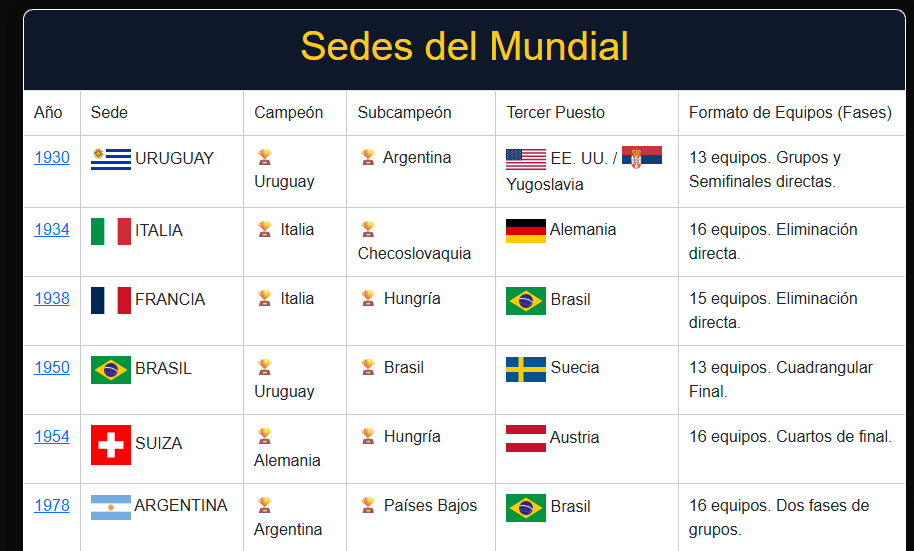 Sedes del Mundial
Año Sede Campeón Subcampeón Tercer Puesto Formato de Equipos (Fases)
1930 URUGUAY Uruguay Argentina EE. UU. / Yugoslavia 13 equipos. Grupos y Semifinales directas.
1934 ITALIA Italia Checoslovaquia Alemania 16 equipos. Eliminación directa.
1938 FRANCIA Italia Hungría Brasil 15 equipos. Eliminación directa.
1950 BRASIL Uruguay Brasil Suecia 13 equipos. Cuadrangular Final.
1954 SUIZA Alemania Hungría Austria 16 equipos. Cuartos de final.
1978 ARGENTINA Argentina Países Bajos Brasil 16 equipos. Dos fases de grupos.